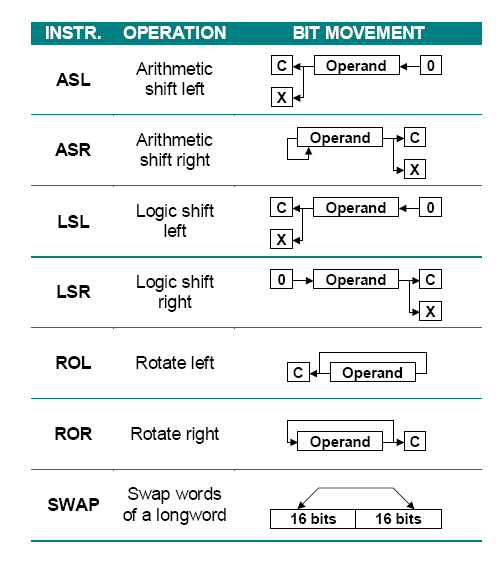 INSTR. OPERATION BIT MOVEMENT
ASL Arithmetic shift left C Operand 0
X
ASR Arithmetic shift right Operand C
X
LSL Logic shift left C Operand 0
X
LSR Logic shift right 0 Operand C
X
ROL Rotate left C Operand
ROR Rotate right Operand C
SWAP Swap words of a longword 16 bits 16 bits